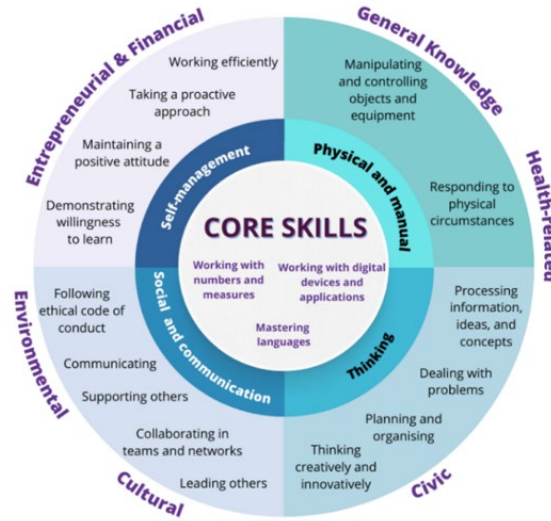 Entrepreneurial & Financial
General Knowledge
Health-related
Civic
Cultural
Environmental
Working efficiently
Taking a proactive
approach
Maintaining a
positive attitude
Demonstrating
willingness
to learn
Self-management
Manipulating
and controlling
objects and
equipment
Responding to
physical
circumstances
Physical and manual
CORE SKILLS
Working with
numbers and
measures
Working with digital
devices and
applications
Mastering
languages
Social and communication
Following
ethical code of
conduct
Communicating
Supporting others
Collaborating in
teams and networks
Leading others
Thinking
Processing
information,
ideas, and
concepts
Dealing with
problems
Planning and
organising
Thinking
creatively and
innovatively